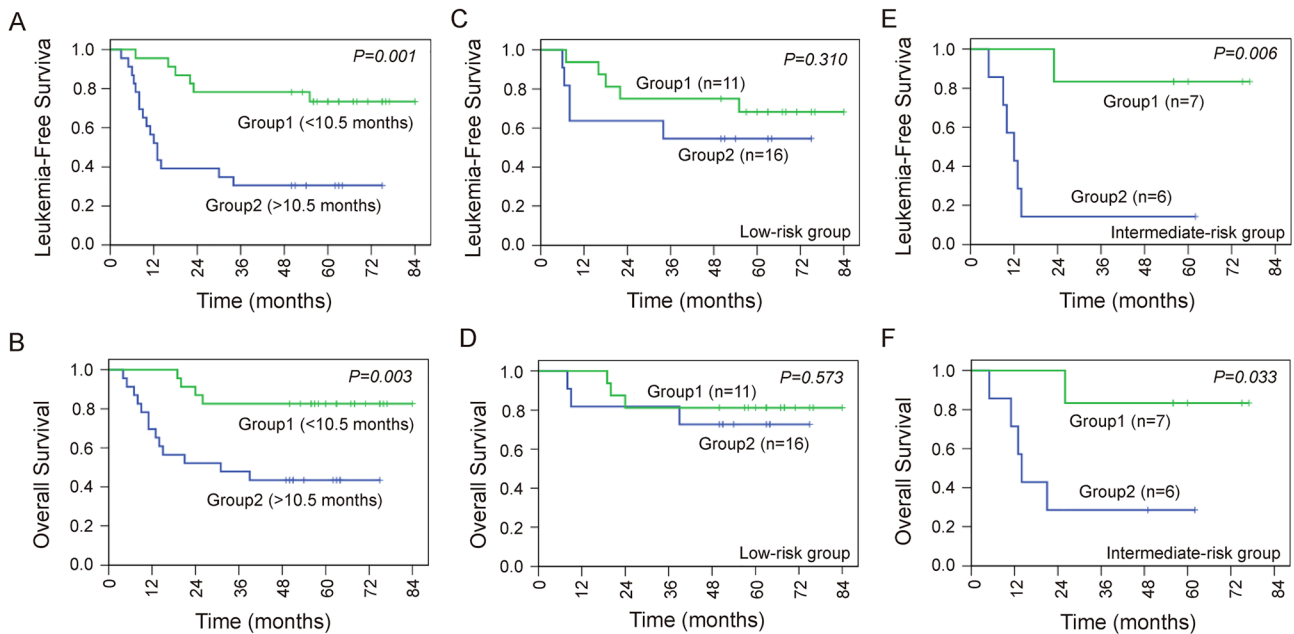 A
Leukemia-Free Surviva
1.0
0.8
0.6
0.4
0.2
0.0
P=0.001
Group1 (<10.5 months)
Group2 (>10.5 months)
0 12 24 36 48 60 72 84
Time (months)
C
Leukemia-Free Surviva
1.0
0.8
0.6
0.4
0.2
0.0
P=0.310
Group1 (n=11)
Group2 (n=16)
Low-risk group
0 12 24 36 48 60 72 84
Time (months)
E
Leukemia-Free Surviva
1.0
0.8
0.6
0.4
0.2
0.0
P=0.006
Group1 (n=7)
Group2 (n=6)
Intermediate-risk group
0 12 24 36 48 60 72 84
Time (months)
B
Overall Survival
1.0
0.8
0.6
0.4
0.2
0.0
P=0.003
Group1 (<10.5 months)
Group2 (>10.5 months)
0 12 24 36 48 60 72 84
Time (months)
D
Overall Survival
1.0
0.8
0.6
0.4
0.2
0.0
P=0.573
Group1 (n=11)
Group2 (n=16)
Low-risk group
0 12 24 36 48 60 72 84
Time (months)
F
Overall Survival
1.0
0.8
0.6
0.4
0.2
0.0
P=0.033
Group1 (n=7)
Group2 (n=6)
Intermediate-risk group
0 12 24 36 48 60 72 84
Time (months)